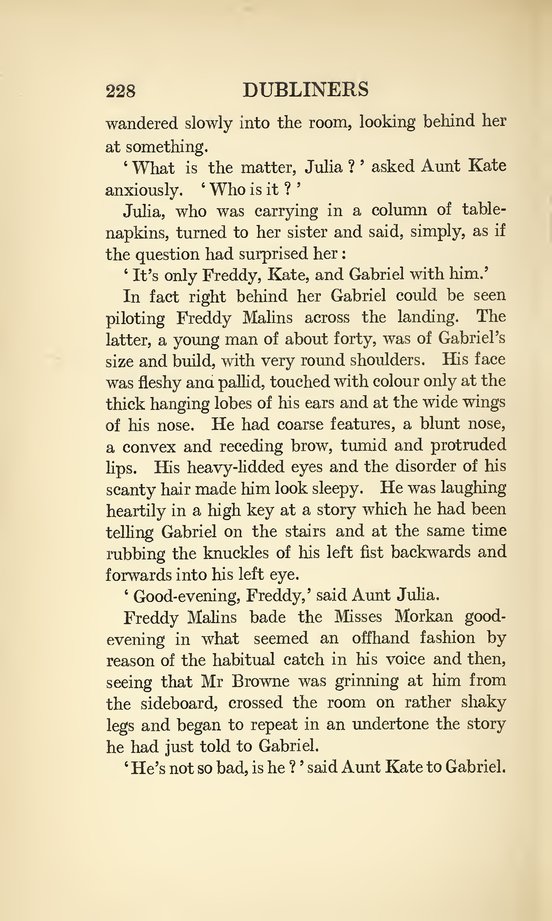 228 DUBLINERS
wandered slowly into the room, looking behind her
at something.
‘ What is the matter, Julia ? ’ asked Aunt Kate
anxiously. ‘ Who is it ? ’
Julia, who was carrying in a column of table-
napkins, turned to her sister and said, simply, as if
the question had surprised her :
‘ It’s only Freddy, Kate, and Gabriel with him.’
In fact right behind her Gabriel could be seen
piloting Freddy Malins across the landing. The
latter, a young man of about forty, was of Gabriel’s
size and build, with very round shoulders. His face
was fleshy and pallid, touched with colour only at the
thick hanging lobes of his ears and at the wide wings
of his nose. He had coarse features, a blunt nose,
a convex and receding brow, tumid and protruded
lips. His heavy-lidded eyes and the disorder of his
scanty hair made him look sleepy. He was laughing
heartily in a high key at a story which he had been
telling Gabriel on the stairs and at the same time
rubbing the knuckles of his left fist backwards and
forwards into his left eye.
‘ Good-evening, Freddy,’ said Aunt Julia.
Freddy Malins bade the Misses Morkan good-
evening in what seemed an offhand fashion by
reason of the habitual catch in his voice and then,
seeing that Mr Browne was grinning at him from
the sideboard, crossed the room on rather shaky
legs and began to repeat in an undertone the story
he had just told to Gabriel.
‘ He’s not so bad, is he ? ’ said Aunt Kate to Gabriel.